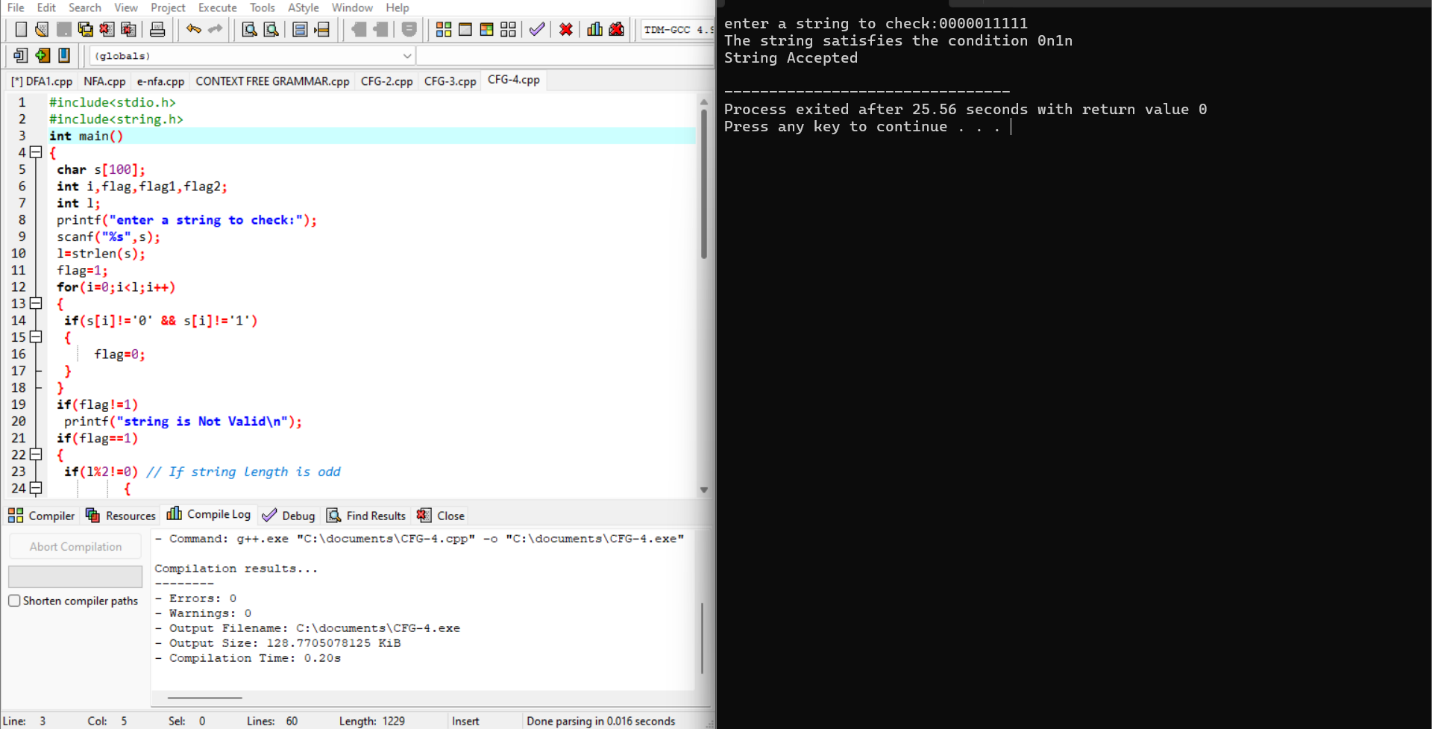 File Edit Search View Project Execute Tools AStyle Window Help
TDM-GCC 4.9
(globals)
[*] DFA1.cpp NFA.cpp e-nfa.cpp CONTEXT FREE GRAMMAR.cpp CFG-2.cpp CFG-3.cpp CFG-4.cpp
1 #include<stdio.h>
2 #include<string.h>
3 int main()
4 {
5 char s[100];
6 int i,flag,flag1,flag2;
7 int l;
8 printf("enter a string to check:");
9 scanf("%s",s);
10 l=strlen(s);
11 flag=1;
12 for(i=0;i<l;i++)
13 {
14 if(s[i]!='0' && s[i]!='1')
15 {
16 flag=0;
17 }
18 }
19 if(flag!=1)
20 printf("string is Not Valid\n");
21 if(flag==1)
22 {
23 if(l%2!=0) // If string length is odd
24 {
Compiler Resources Compile Log Debug Find Results Close
Abort Compilation
Shorten compiler paths
- Command: g++.exe "C:\documents\CFG-4.cpp" -o "C:\documents\CFG-4.exe"
Compilation results...
--------
- Errors: 0
- Warnings: 0
- Output Filename: C:\documents\CFG-4.exe
- Output Size: 128.7705078125 KiB
- Compilation Time: 0.20s
Line: 3 Col: 5 Sel: 0 Lines: 60 Length: 1229 Insert Done parsing in 0.016 seconds
enter a string to check:0000011111
The string satisfies the condition 0n1n
String Accepted
--------------------------------
Process exited after 25.56 seconds with return value 0
Press any key to continue . . .